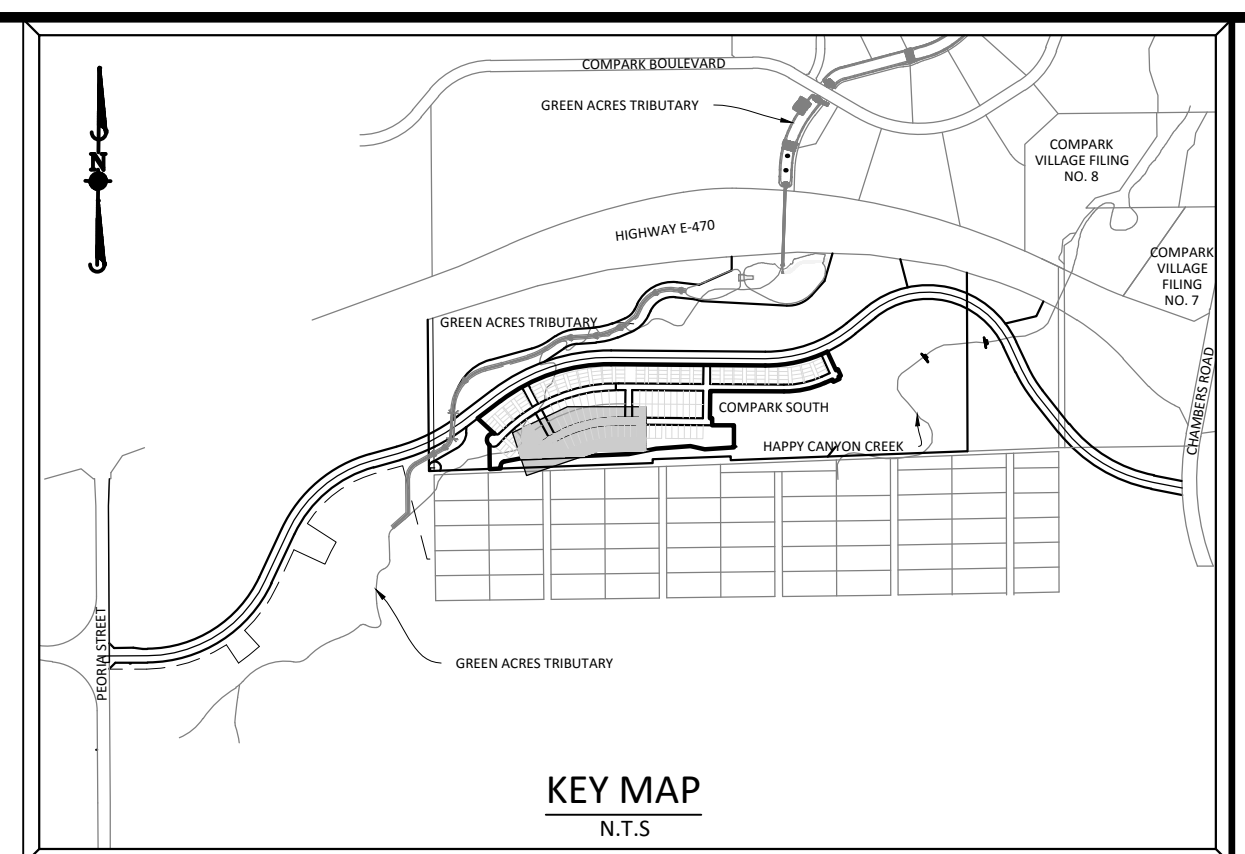 COMPARK BOULEVARD
GREEN ACRES TRIBUTARY
COMPARK
VILLAGE FILING
NO. 8
N
HIGHWAY E-470
COMPARK
VILLAGE
FILING
NO. 7
GREEN ACRES TRIBUTARY
CHAMBERS ROAD
COMPARK SOUTH
HAPPY CANYON CREEK
PEORIA STREET
GREEN ACRES TRIBUTARY
KEY MAP
N.T.S